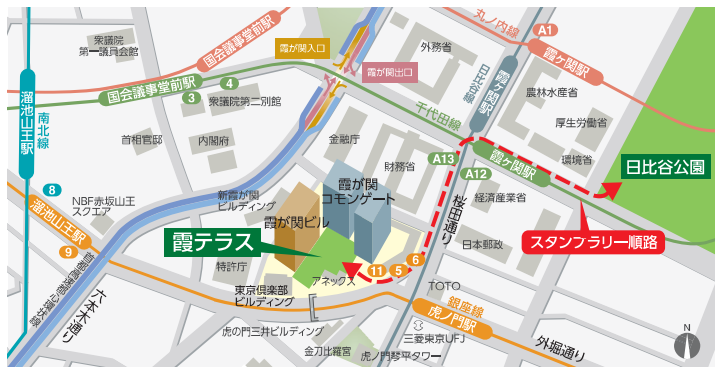 丸ノ内線
A1
霞ヶ関駅
国会議事堂前駅
衆議院
第一議員会館
霞が関入口
霞が関出口
外務省
霞ヶ関駅
日比谷線
農林水産省
厚生労働省
環境省
国会議事堂前駅
4
3
衆議院第二別館
千代田線
溜池山王駅
南北線
首相官邸
内閣府
金融庁
財務省
A13
霞ヶ関駅
A12
日比谷公園
8
NBF赤坂山王
スクエア
溜池山王駅
9
新霞が関
ビルディング
霞が関
コモンゲート
霞が関ビル
経済産業省
桜田通り
日本郵政
スタンプラリー順路
霞テラス
特許庁
アネックス
11
5
6
東京倶楽部
ビルディング
首都高速都心環状線
六本木通り
TOTO
銀座線
虎ノ門駅
虎の門三井ビルディング
三菱東京UFJ
外堀通り
金刀比羅宮
虎ノ門琴平タワー
N